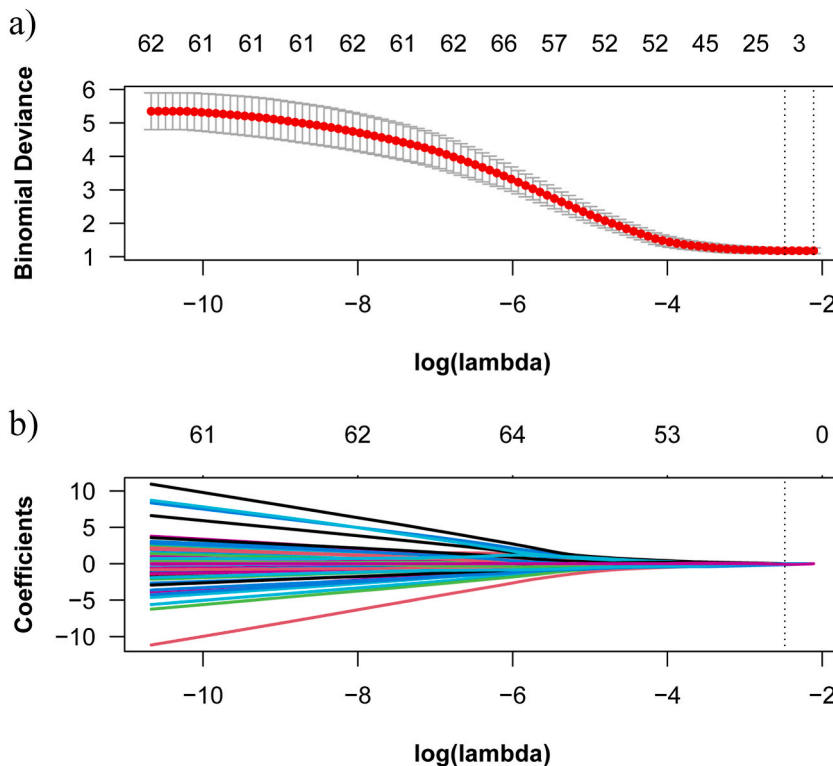 a)
62 61 61 61 62 61 62 66 57 52 52 45 25 3
6
5
4
3
2
1
Binomial Deviance
−10 −8 −6 −4 −2
log(lambda)
b)
61 62 64 53 0
10
5
0
−5
−10
Coefficients
−10 −8 −6 −4 −2
log(lambda)